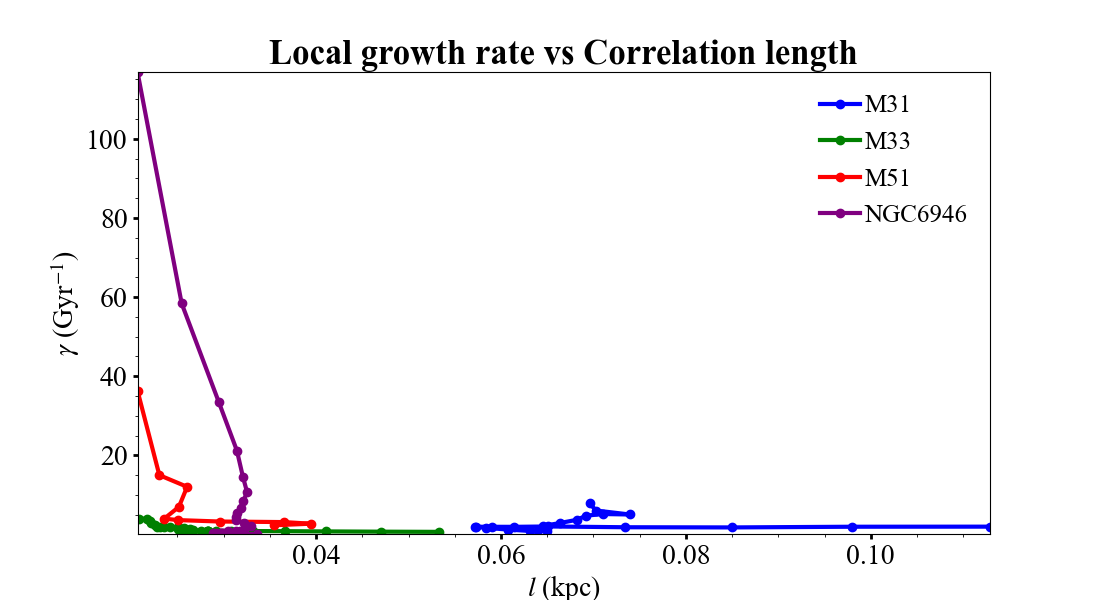 Local growth rate vs Correlation length
M31
M33
M51
NGC6946
γ (Gyr⁻¹)
100
80
60
40
20
0.04 0.06 0.08 0.10
l (kpc)